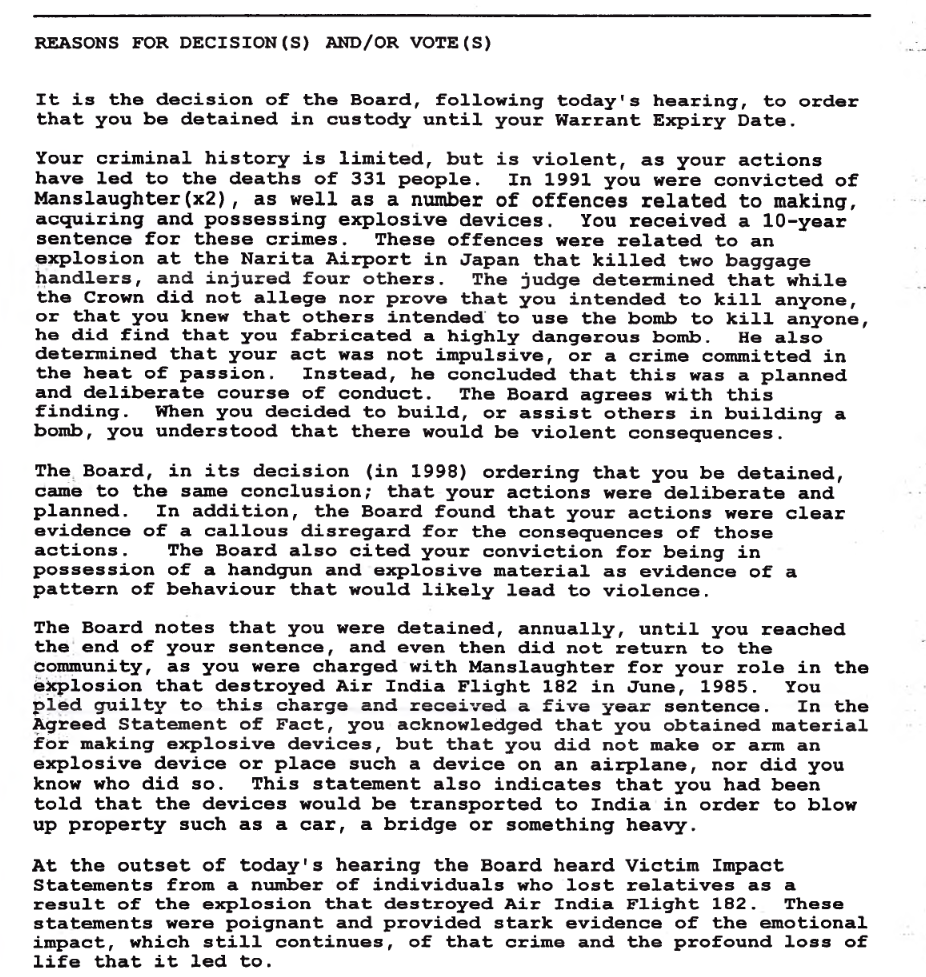 REASONS FOR DECISION(S) AND/OR VOTE(S)
It is the decision of the Board, following today's hearing, to order
that you be detained in custody until your Warrant Expiry Date.
Your criminal history is limited, but is violent, as your actions
have led to the deaths of 331 people.  In 1991 you were convicted of
Manslaughter(x2), as well as a number of offences related to making,
acquiring and possessing explosive devices.  You received a 10-year
sentence for these crimes.  These offences were related to an
explosion at the Narita Airport in Japan that killed two baggage
handlers, and injured four others.  The judge determined that while
the Crown did not allege nor prove that you intended to kill anyone,
or that you knew that others intended to use the bomb to kill anyone,
he did find that you fabricated a highly dangerous bomb.  He also
determined that your act was not impulsive, or a crime committed in
the heat of passion.  Instead, he concluded that this was a planned
and deliberate course of conduct.  The Board agrees with this
finding.  When you decided to build, or assist others in building a
bomb, you understood that there would be violent consequences.
The Board, in its decision (in 1998) ordering that you be detained,
came to the same conclusion; that your actions were deliberate and
planned.  In addition, the Board found that your actions were clear
evidence of a callous disregard for the consequences of those
actions.   The Board also cited your conviction for being in
possession of a handgun and explosive material as evidence of a
pattern of behaviour that would likely lead to violence.
The Board notes that you were detained, annually, until you reached
the end of your sentence, and even then did not return to the
community, as you were charged with Manslaughter for your role in the
explosion that destroyed Air India Flight 182 in June, 1985.  You
pled guilty to this charge and received a five year sentence.  In the
Agreed Statement of Fact, you acknowledged that you obtained material
for making explosive devices, but that you did not make or arm an
explosive device or place such a device on an airplane, nor did you
know who did so.  This statement also indicates that you had been
told that the devices would be transported to India in order to blow
up property such as a car, a bridge or something heavy.
At the outset of today's hearing the Board heard Victim Impact
Statements from a number of individuals who lost relatives as a
result of the explosion that destroyed Air India Flight 182.  These
statements were poignant and provided stark evidence of the emotional
impact, which still continues, of that crime and the profound loss of
life that it led to.